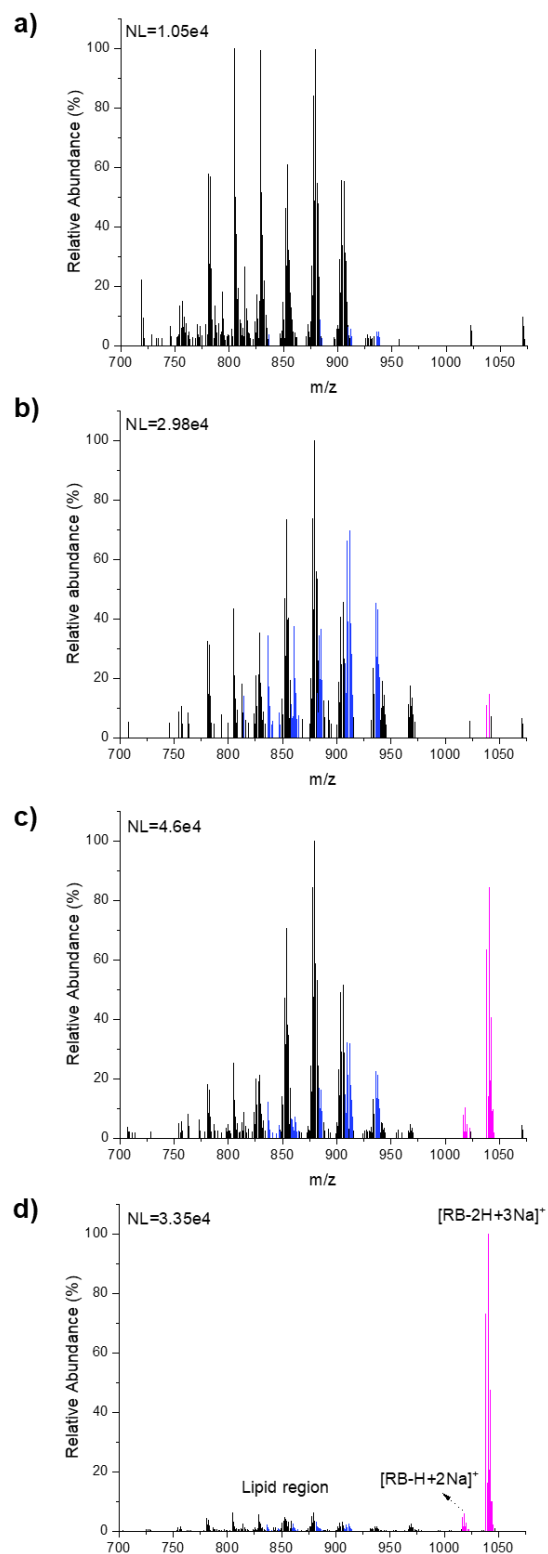 a)
NL=1.05e4
Relative Abundance (%)
100
80
60
40
20
0
700 750 800 850 900 950 1000 1050
m/z
b)
NL=2.98e4
Relative abundance (%)
100
80
60
40
20
0
700 750 800 850 900 950 1000 1050
m/z
c)
NL=4.6e4
Relative Abundance (%)
100
80
60
40
20
0
700 750 800 850 900 950 1000 1050
m/z
d)
NL=3.35e4
[RB-2H+3Na]⁺
Relative Abundance (%)
100
80
60
40
20
0
Lipid region
[RB-H+2Na]⁺
700 750 800 850 900 950 1000 1050
m/z